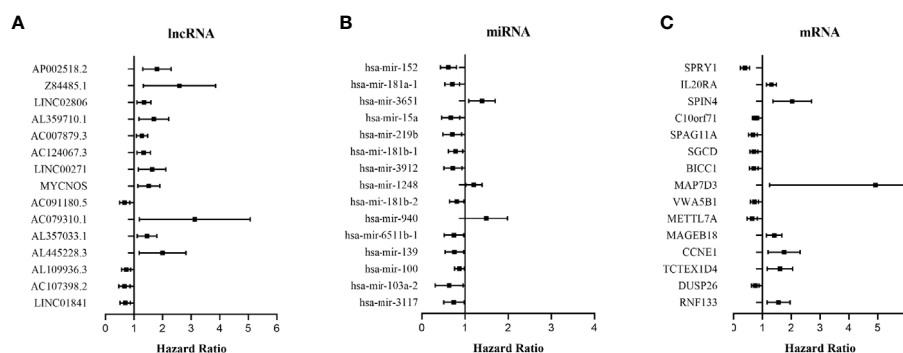 A
lncRNA
AP002518.2
Z84485.1
LINC02806
AL359710.1
AC007879.3
AC124067.3
LINC00271
MYCNOS
AC091180.5
AC079310.1
AL357033.1
AL445228.3
AL109936.3
AC107398.2
LINC01841
0 1 2 3 4 5 6
Hazard Ratio
B
miRNA
hsa-mir-152
hsa-mir-181a-1
hsa-mir-3651
hsa-mir-15a
hsa-mir-219b
hsa-mir-181b-1
hsa-mir-3912
hsa-mir-1248
hsa-mir-181b-2
hsa-mir-940
hsa-mir-6511b-1
hsa-mir-139
hsa-mir-100
hsa-mir-103a-2
hsa-mir-3117
0 1 2 3 4
Hazard Ratio
C
mRNA
SPRY1
IL20RA
SPIN4
C10orf71
SPAG11A
SGCD
BICC1
MAP7D3
VWA5B1
METTL7A
MAGEB18
CCNE1
TCTEX1D4
DUSP26
RNF133
0 1 2 3 4 5
Hazard Ratio